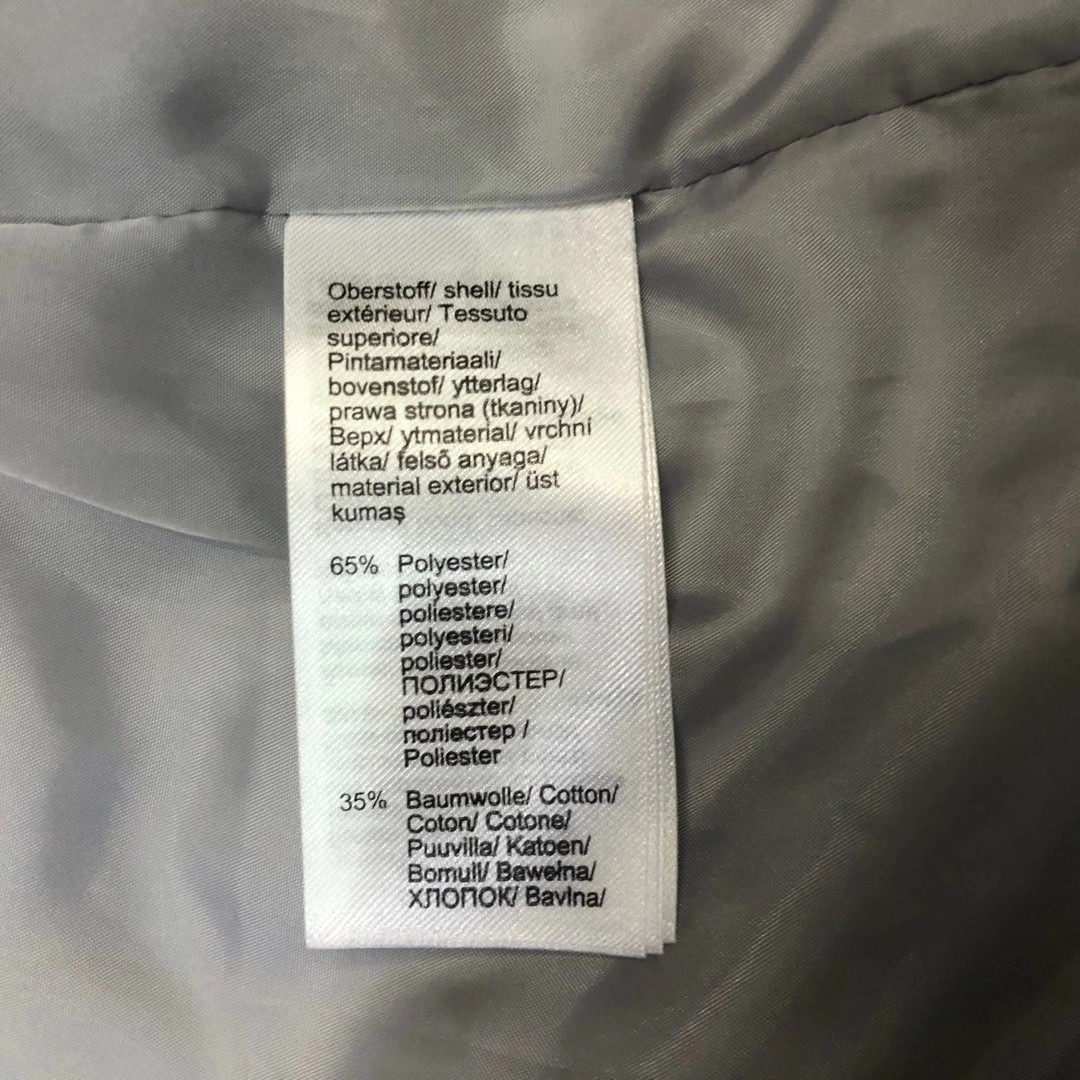 Oberstoff/ shell/ tissu
extérieur/ Tessuto
superiore/
Pintamateriaali/
bovenstof/ ytterlag/
prawa strona (tkaniny)/
Верх/ ytmaterial/ vrchní
látka/ felső anyaga/
material exterior/ üst
kumaş
65% Polyester/
polyester/
poliestere/
polyesteri/
poliester/
ПОЛИЭСТЕР/
poliészter/
поліестер /
Poliester
35% Baumwolle/ Cotton/
Coton/ Cotone/
Puuvilla/ Katoen/
Bomull/ Bawełna/
ХЛОПОК/ Bavlna/